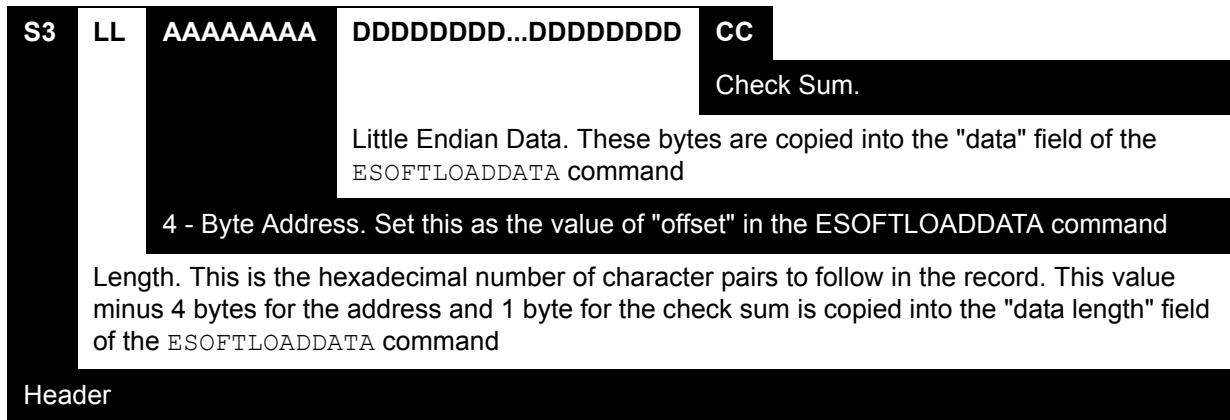 S3 LL AAAAAAAA DDDDDDDD...DDDDDDDD CC
Check Sum.
Little Endian Data. These bytes are copied into the "data" field of the
ESOFTLOADDATA command
4 - Byte Address. Set this as the value of "offset" in the ESOFTLOADDATA command
Length. This is the hexadecimal number of character pairs to follow in the record. This value
minus 4 bytes for the address and 1 byte for the check sum is copied into the "data length" field
of the ESOFTLOADDATA command
Header